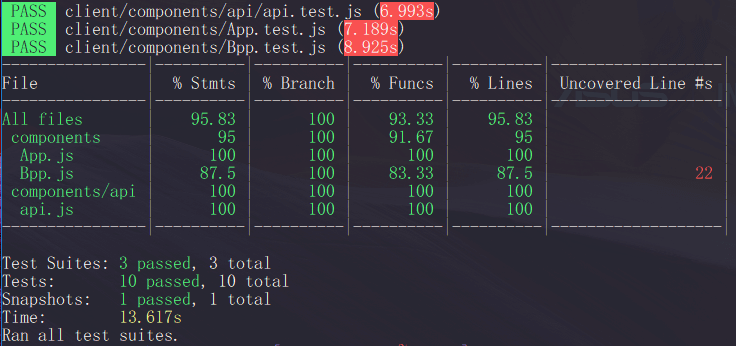 PASS client/components/api/api.test.js (6.993s)
PASS client/components/App.test.js (7.189s)
PASS client/components/Bpp.test.js (8.925s)
-------------------|----------|----------|----------|----------|-------------------|
File | % Stmts | % Branch | % Funcs | % Lines | Uncovered Line #s |
-------------------|----------|----------|----------|----------|-------------------|
All files | 95.83 | 100 | 93.33 | 95.83 | |
components | 95 | 100 | 91.67 | 95 | |
App.js | 100 | 100 | 100 | 100 | |
Bpp.js | 87.5 | 100 | 83.33 | 87.5 | 22 |
components/api | 100 | 100 | 100 | 100 | |
api.js | 100 | 100 | 100 | 100 | |
-------------------|----------|----------|----------|----------|-------------------|
Test Suites: 3 passed, 3 total
Tests: 10 passed, 10 total
Snapshots: 1 passed, 1 total
Time: 13.617s
Ran all test suites.